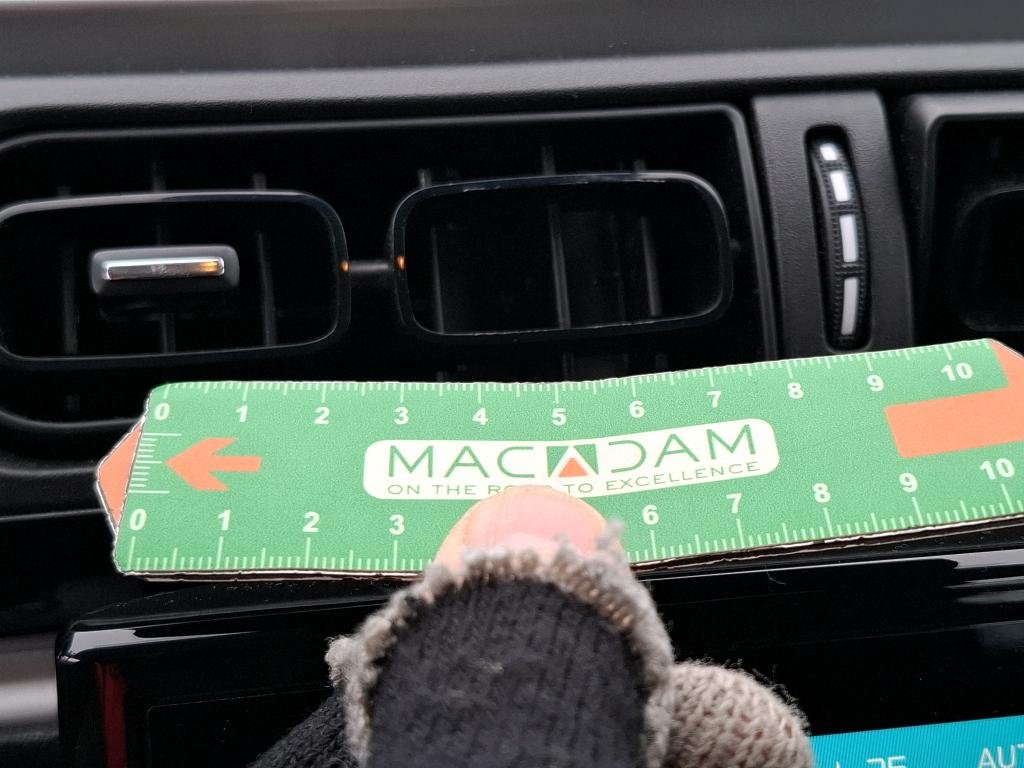 0 1 2 3 4 5 6 7 8 9 10
MACADAM
ON THE TO EXCELLENCE
0 1 2 3 6 7 8 9 10